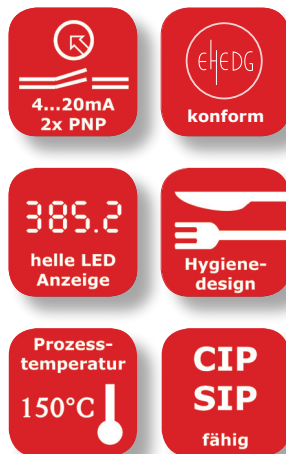 4...20mA
2x PNP
EHEDG
konform
385.2
helle LED
Anzeige
Hygiene-
design
Prozess-
temperatur
150°C
CIP
SIP
fähig